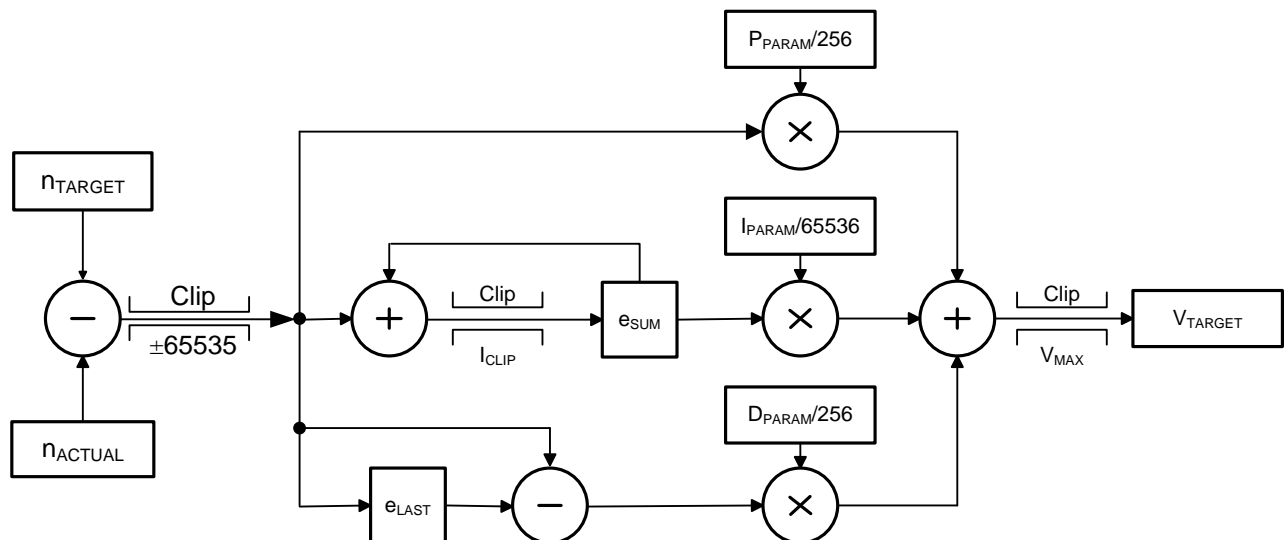 P_PARAM/256
n_TARGET
I_PARAM/65536
Clip
±65535
Clip
I_CLIP
e_SUM
Clip
V_MAX
V_TARGET
n_ACTUAL
D_PARAM/256
e_LAST